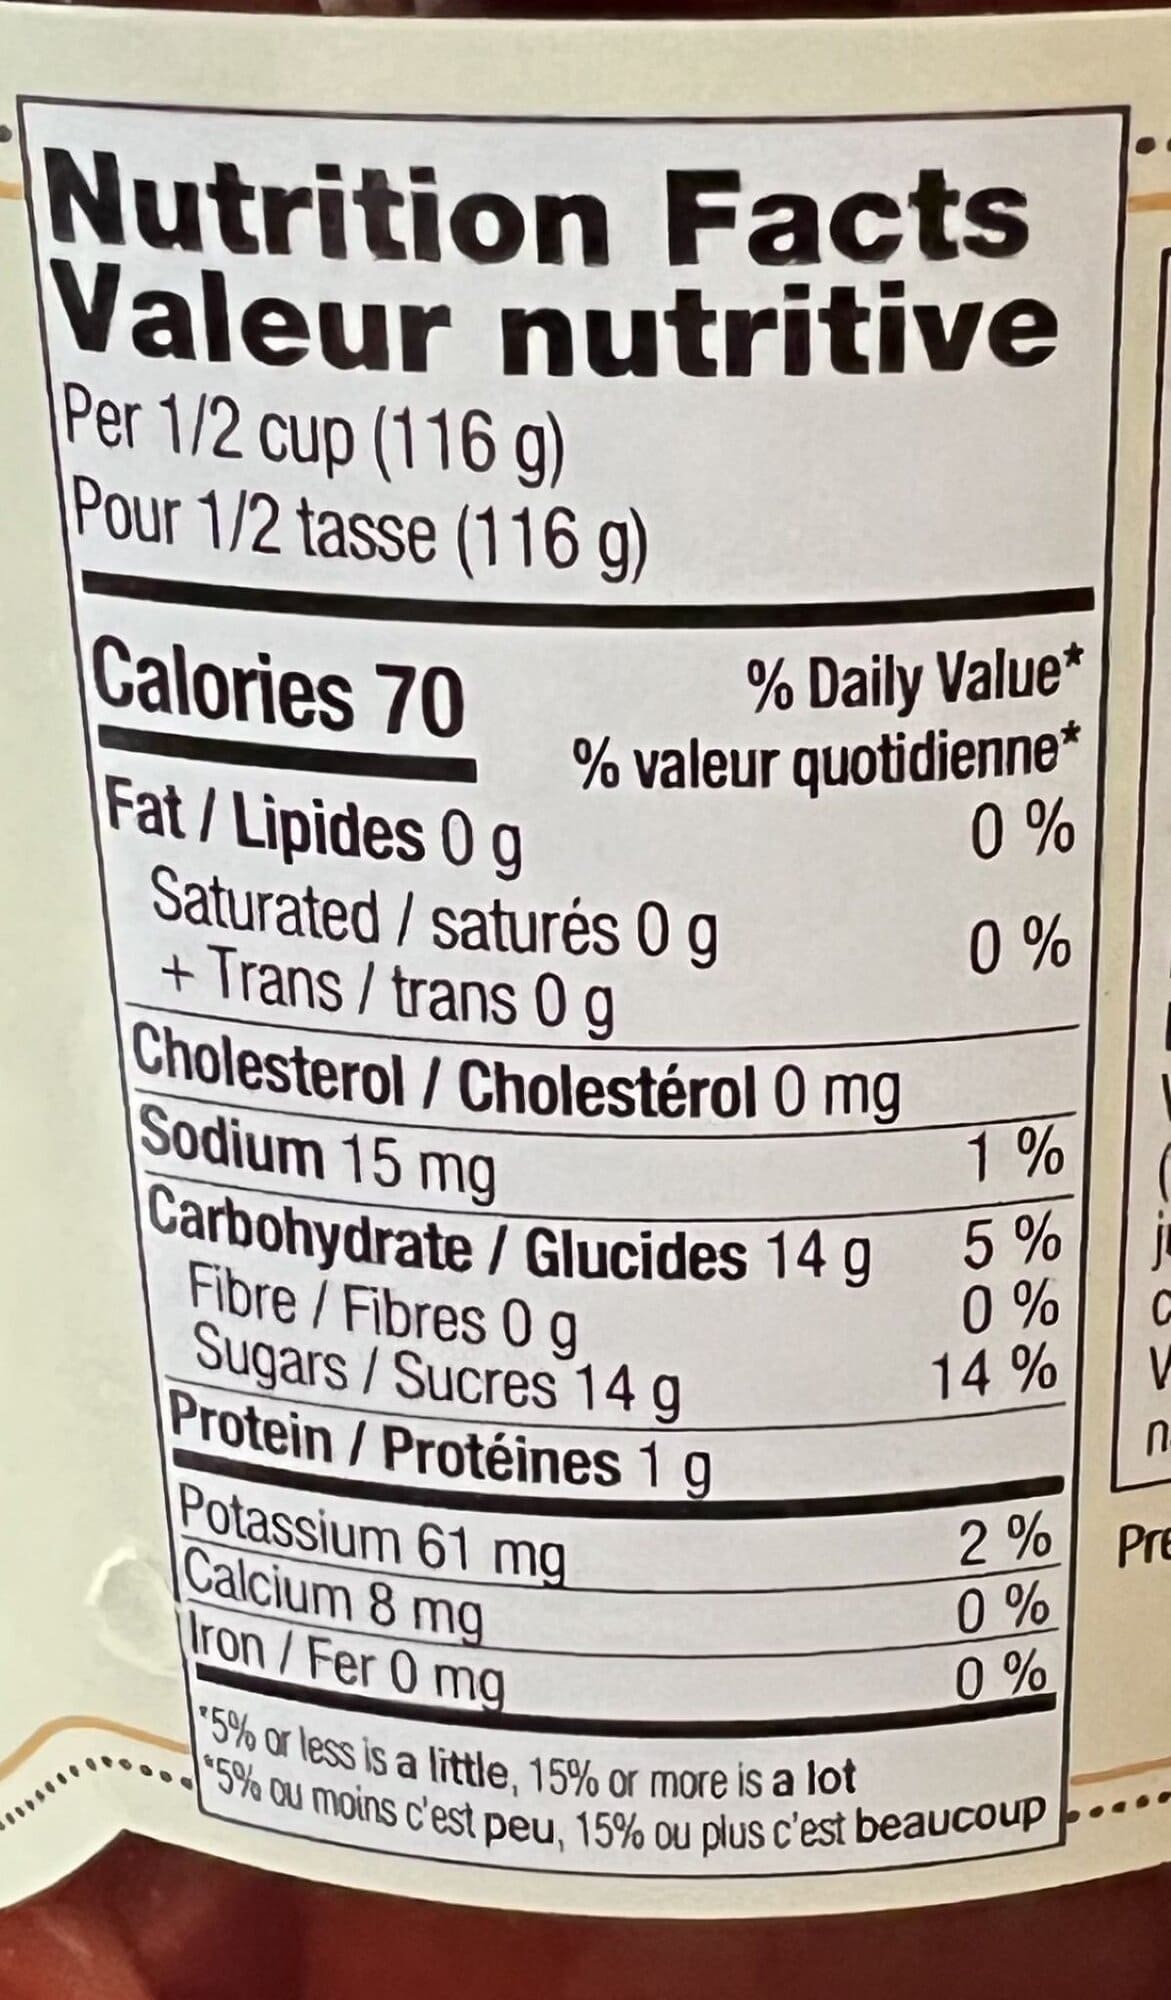 Nutrition Facts
Valeur nutritive
Per 1/2 cup (116 g)
Pour 1/2 tasse (116 g)
Calories 70
% Daily Value*
% valeur quotidienne*
Fat / Lipides 0 g 0 %
Saturated / saturés 0 g 0 %
+ Trans / trans 0 g
Cholesterol / Cholestérol 0 mg
Sodium 15 mg 1 %
Carbohydrate / Glucides 14 g 5 %
Fibre / Fibres 0 g 0 %
Sugars / Sucres 14 g 14 %
Protein / Protéines 1 g
Potassium 61 mg 2 %
Calcium 8 mg 0 %
Iron / Fer 0 mg 0 %
*5% or less is a little, 15% or more is a lot
*5% ou moins c'est peu, 15% ou plus c'est beaucoup